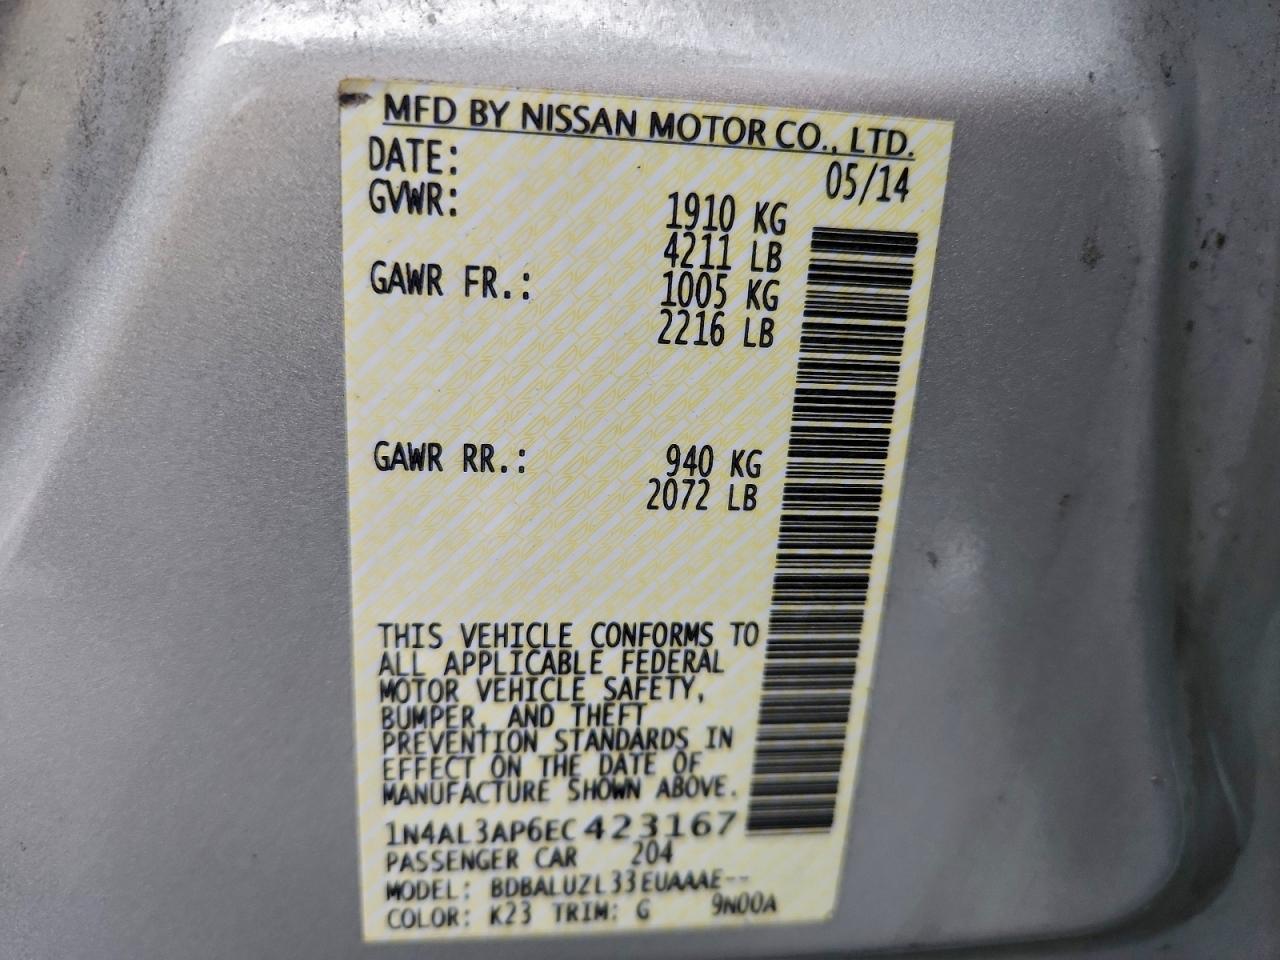 MFD BY NISSAN MOTOR CO., LTD.
DATE: 05/14
GVWR: 1910 KG
4211 LB
GAWR FR.: 1005 KG
2216 LB
GAWR RR.: 940 KG
2072 LB
THIS VEHICLE CONFORMS TO
ALL APPLICABLE FEDERAL
MOTOR VEHICLE SAFETY,
BUMPER, AND THEFT
PREVENTION STANDARDS IN
EFFECT ON THE DATE OF
MANUFACTURE SHOWN ABOVE.
1N4AL3AP6EC423167
PASSENGER CAR 204
MODEL: BDBALUZL33EUAAAE--
COLOR: K23 TRIM: G 9N00A